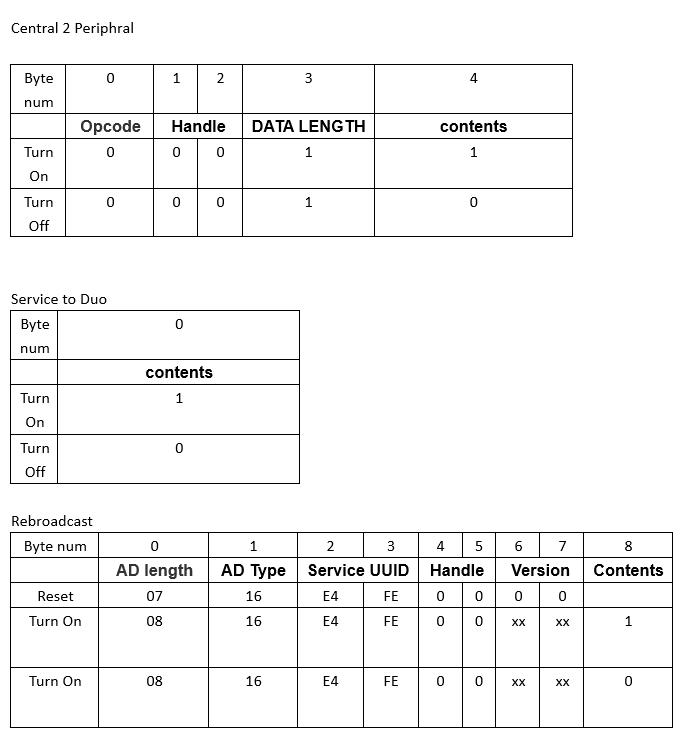 Central 2 Periphral
Byte num 0 1 2 3 4
Opcode Handle DATA LENGTH contents
Turn On 0 0 0 1 1
Turn Off 0 0 0 1 0
Service to Duo
Byte num 0
contents
Turn On 1
Turn Off 0
Rebroadcast
Byte num 0 1 2 3 4 5 6 7 8
AD length AD Type Service UUID Handle Version Contents
Reset 07 16 E4 FE 0 0 0 0
Turn On 08 16 E4 FE 0 0 xx xx 1
Turn On 08 16 E4 FE 0 0 xx xx 0